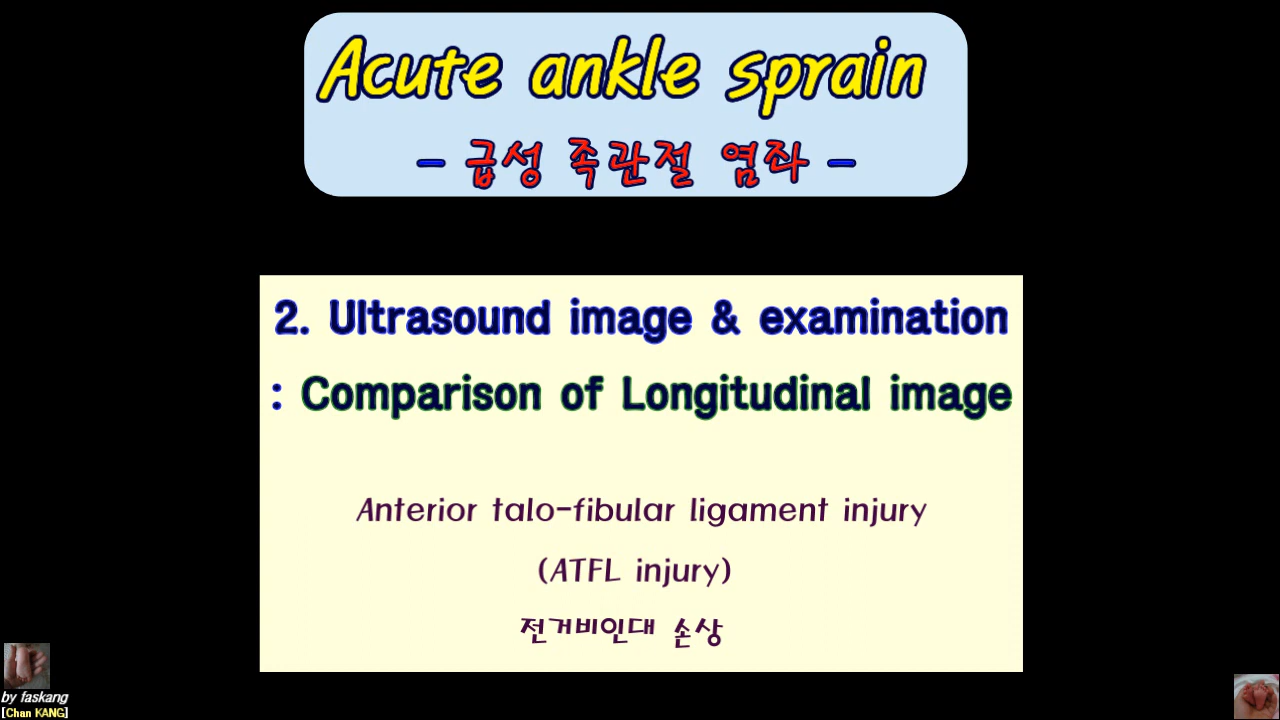 Acute ankle sprain
- 급성 족관절 염좌 -
2. Ultrasound image & examination
: Comparison of Longitudinal image
Anterior talo-fibular ligament injury
(ATFL injury)
전거비인대 손상
by faskang
[Chan KANG]